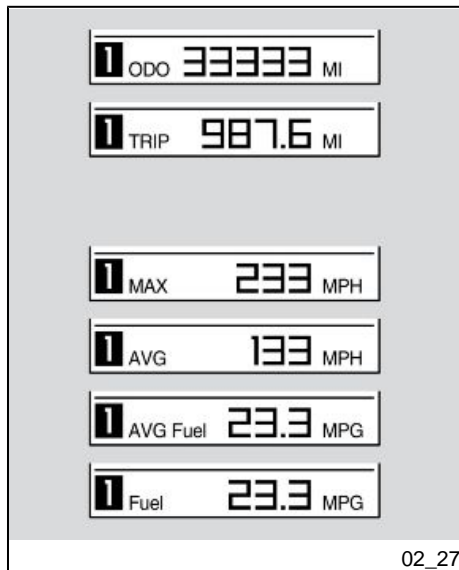 1 ODO 33333 MI
1 TRIP 987.6 MI
1 MAX 233 MPH
1 AVG 133 MPH
1 AVG Fuel 23.3 MPG
1 Fuel 23.3 MPG
02_27